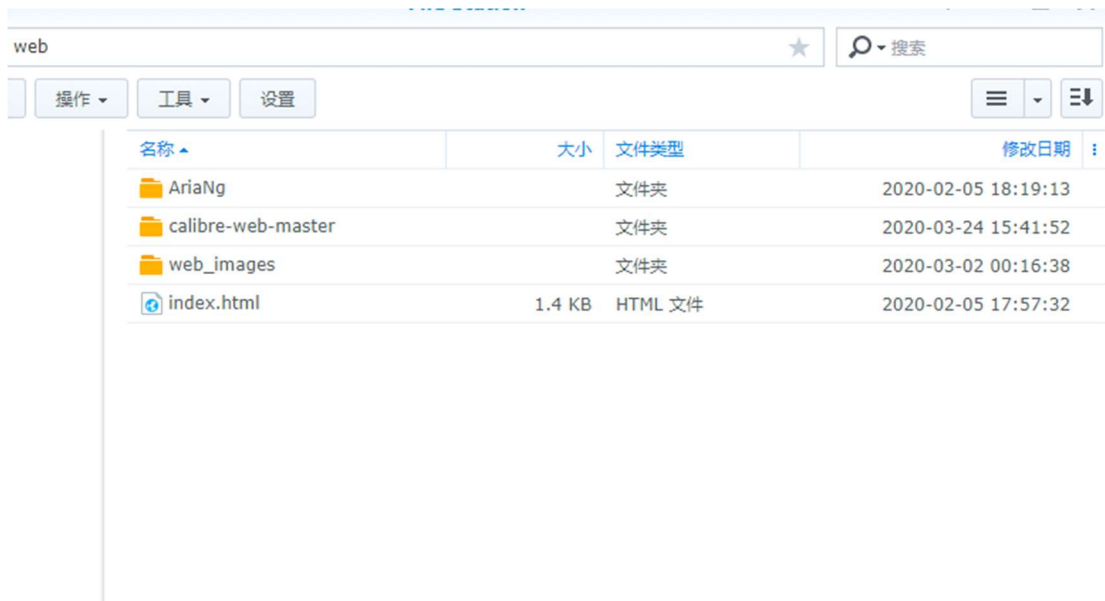 web 搜索
操作 工具 设置
名称 大小 文件类型 修改日期
AriaNg 文件夹 2020-02-05 18:19:13
calibre-web-master 文件夹 2020-03-24 15:41:52
web_images 文件夹 2020-03-02 00:16:38
index.html 1.4 KB HTML 文件 2020-02-05 17:57:32